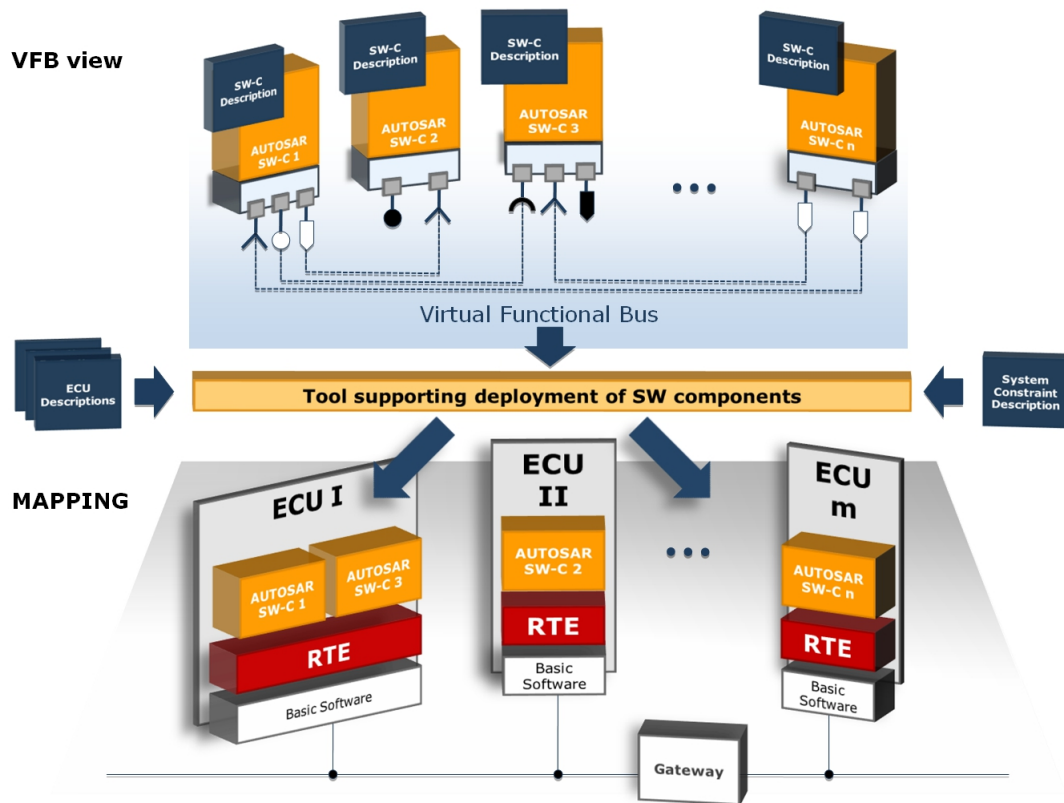 VFB view
SW-C
Description
AUTOSAR
SW-C 1
SW-C
Description
AUTOSAR
SW-C 2
SW-C
Description
AUTOSAR
SW-C 3
SW-C
Description
AUTOSAR
SW-C n
Virtual Functional Bus
ECU
Descriptions
Tool supporting deployment of SW components
System
Constraint
Description
MAPPING
ECU I
AUTOSAR
SW-C 1
AUTOSAR
SW-C 3
RTE
Basic Software
ECU
II
AUTOSAR
SW-C 2
RTE
Basic
Software
ECU
m
AUTOSAR
SW-C n
RTE
Basic
Software
Gateway